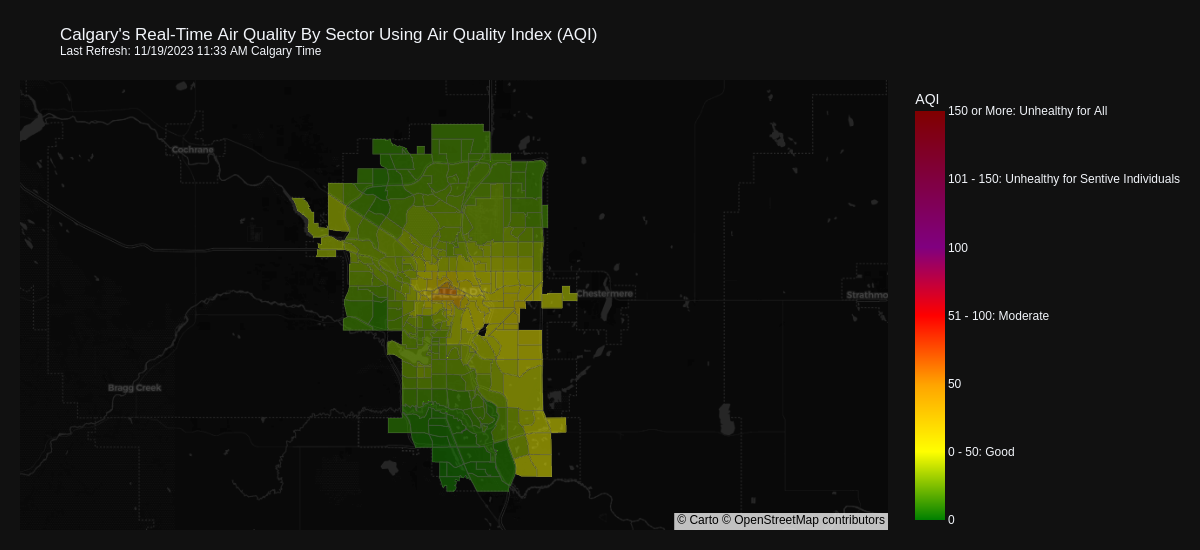 Calgary's Real-Time Air Quality By Sector Using Air Quality Index (AQI)
Last Refresh: 11/19/2023 11:33 AM Calgary Time
AQI
150 or More: Unhealthy for All
Cochrane
101 - 150: Unhealthy for Sentive Individuals
100
Chestermere
Strathmo
51 - 100: Moderate
Bragg Creek
50
0 - 50: Good
© Carto © OpenStreetMap contributors
0